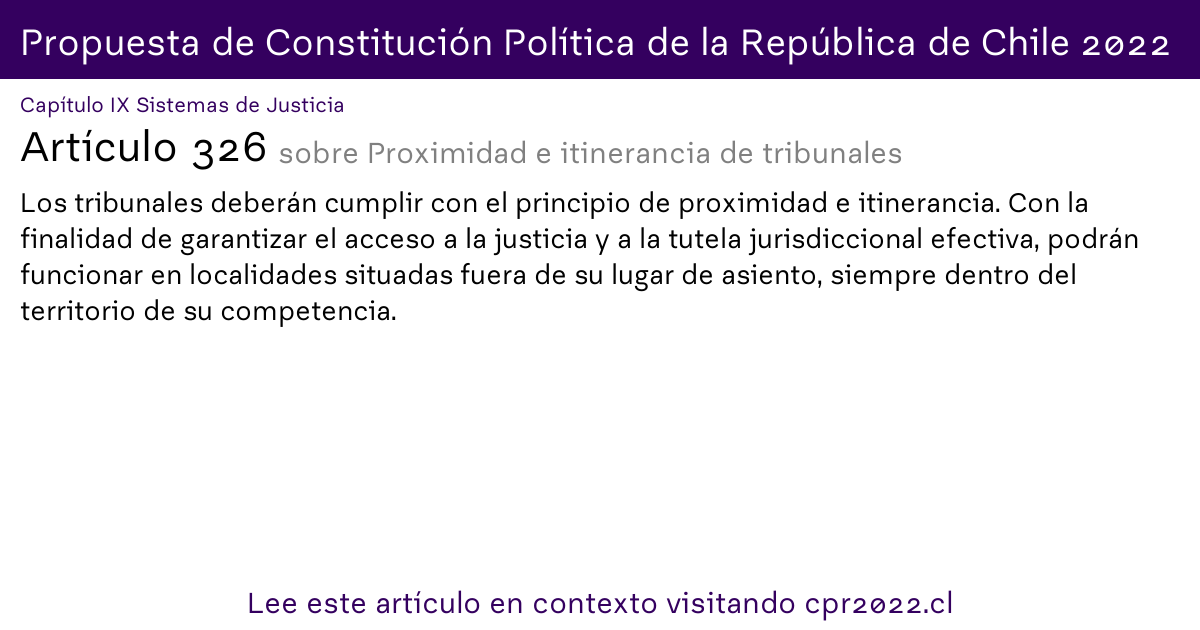 Propuesta de Constitución Política de la República de Chile 2022
Capítulo IX Sistemas de Justicia
Artículo 326 sobre Proximidad e itinerancia de tribunales
Los tribunales deberán cumplir con el principio de proximidad e itinerancia. Con la
finalidad de garantizar el acceso a la justicia y a la tutela jurisdiccional efectiva, podrán
funcionar en localidades situadas fuera de su lugar de asiento, siempre dentro del
territorio de su competencia.
Lee este artículo en contexto visitando cpr2022.cl